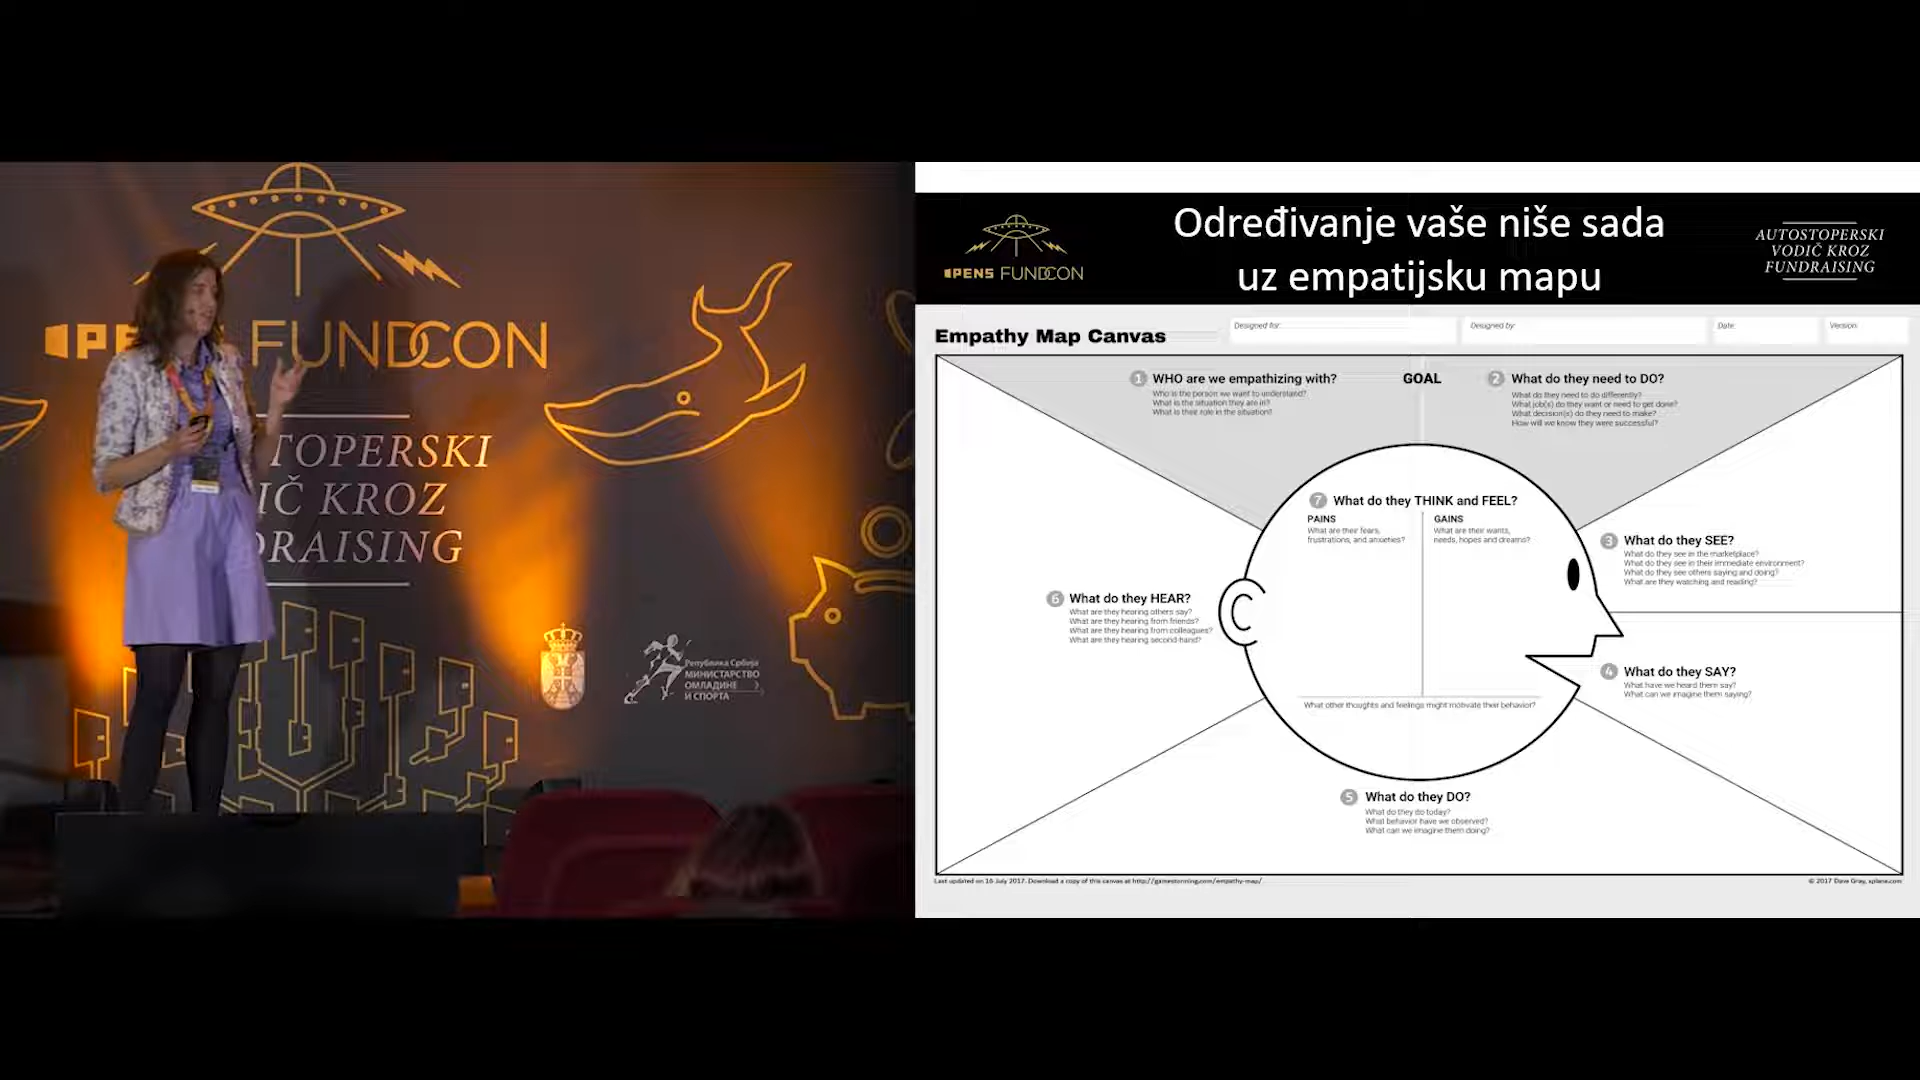 OPENS FUNDCON
TOPERSKI
IČ KROZ
DRAISING
Република Србија
МИНИСТАРСТВО
ОМЛАДИНЕ
И СПОРТА
OPENS FUNDCON
Određivanje vaše niše sada
uz empatijsku mapu
AUTOSTOPERSKI
VODIČ KROZ
FUNDRAISING
Empathy Map Canvas
Designed for:
Designed by:
Date:
Version:
1 WHO are we empathizing with?
Who is the person we want to understand?
What is the situation they are in?
What is their role in the situation?
GOAL
2 What do they need to DO?
What do they need to do differently?
What job(s) do they want or need to get done?
What decision(s) do they need to make?
How will we know they were successful?
7 What do they THINK and FEEL?
PAINS
What are their fears,
frustrations, and anxieties?
GAINS
What are their wants,
needs, hopes and dreams?
What other thoughts and feelings might motivate their behavior?
3 What do they SEE?
What do they see in the marketplace?
What do they see in their immediate environment?
What do they see others saying and doing?
What are they watching and reading?
4 What do they SAY?
What have we heard them say?
What can we imagine them saying?
5 What do they DO?
What do they do today?
What behavior have we observed?
What can we imagine them doing?
6 What do they HEAR?
What are they hearing others say?
What are they hearing from friends?
What are they hearing from colleagues?
What are they hearing second-hand?
Last updated on 16 July 2017. Download a copy of this canvas at http://gamestorming.com/empathy-map/
© 2017 Dave Gray, xplane.com